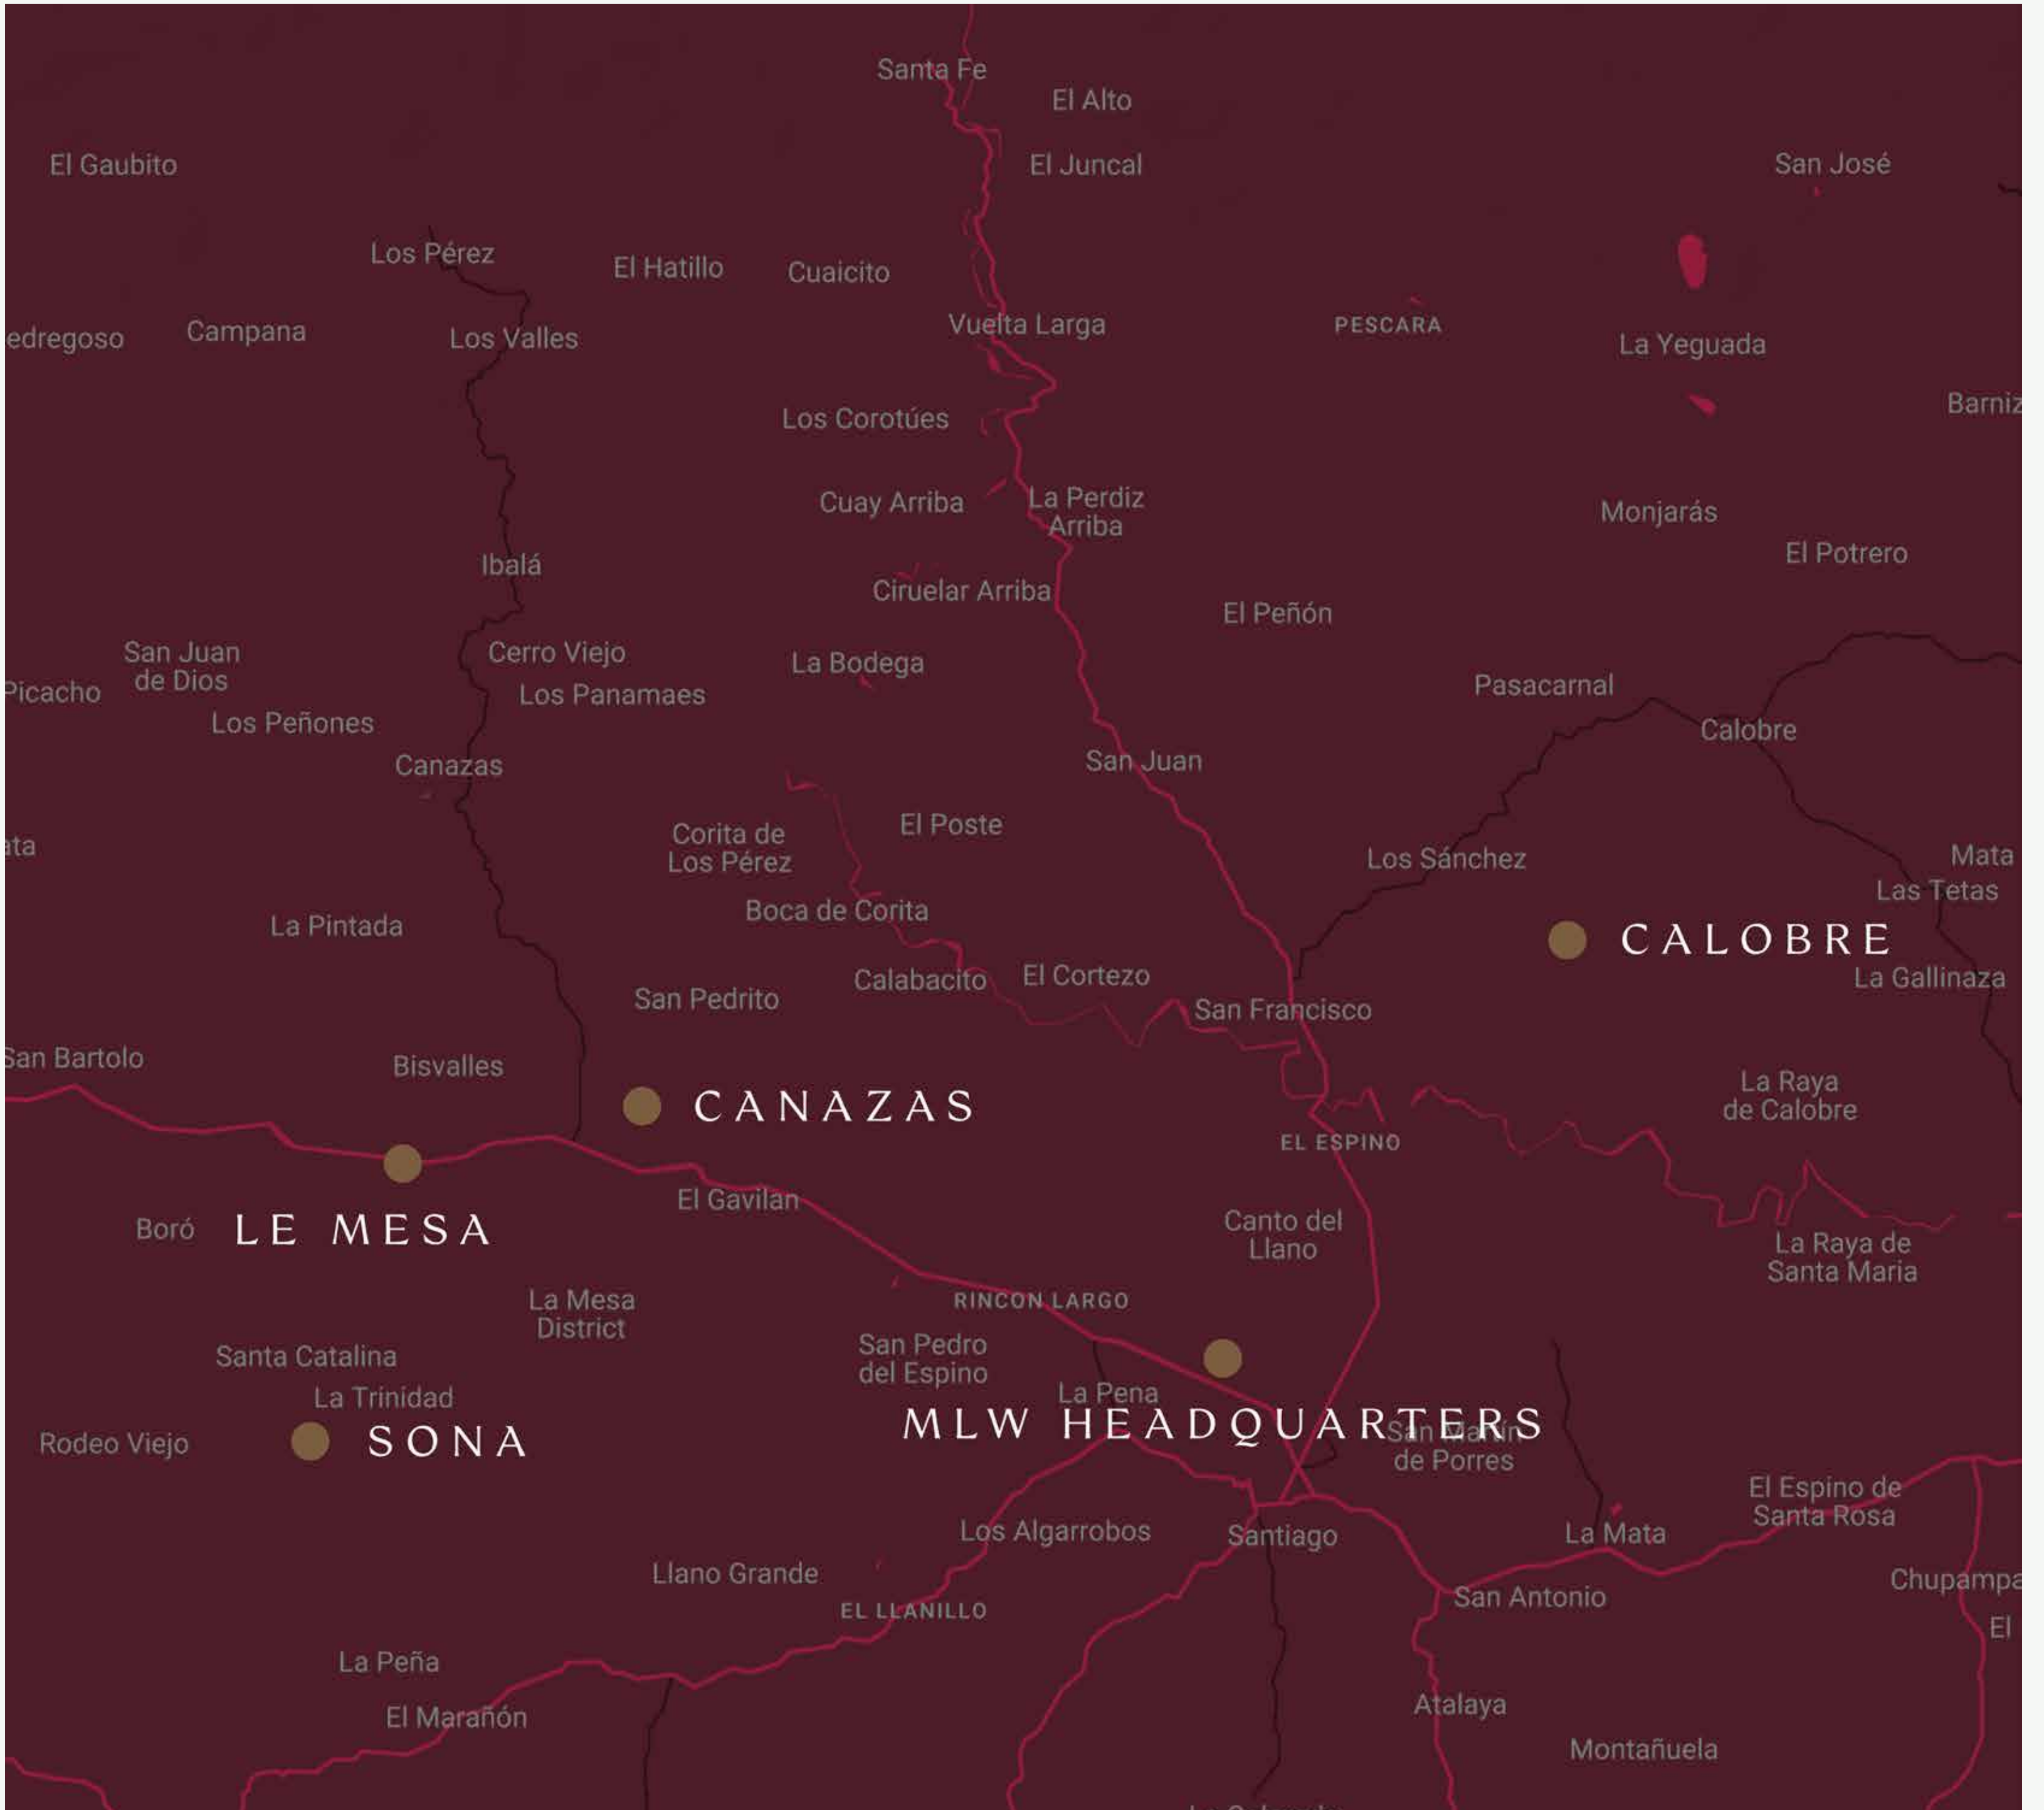 Santa Fe
El Alto
El Gaubito
El Juncal
San José
Los Pérez
El Hatillo
Cuaicito
Vuelta Larga
PESCARA
edregoso
Campana
Los Valles
La Yeguada
Barniz
Los Corotúes
Cuay Arriba
La Perdiz
Arriba
Monjarás
El Potrero
Ibalá
Ciruelar Arriba
El Peñón
San Juan
de Dios
Cerro Viejo
La Bodega
Picacho
Los Panamaes
Pasacarnal
Los Peñones
Calobre
Canazas
San Juan
El Poste
Corita de
Los Pérez
ata
Los Sánchez
Mata
Las Tetas
Boca de Corita
La Pintada
CALOBRE
Calabacito
El Cortezo
La Gallinaza
San Pedrito
San Francisco
San Bartolo
Bisvalles
La Raya
de Calobre
CANAZAS
EL ESPINO
El Gavilan
Boró
LE MESA
Canto del
Llano
La Raya de
Santa Maria
La Mesa
District
RINCON LARGO
San Pedro
del Espino
Santa Catalina
La Trinidad
La Pena
MLW HEADQUARTERS
San Martín
de Porres
Rodeo Viejo
SONA
El Espino de
Santa Rosa
Los Algarrobos
Santiago
La Mata
Llano Grande
Chupampa
San Antonio
EL LLANILLO
El
La Peña
El Marañón
Atalaya
Montañuela